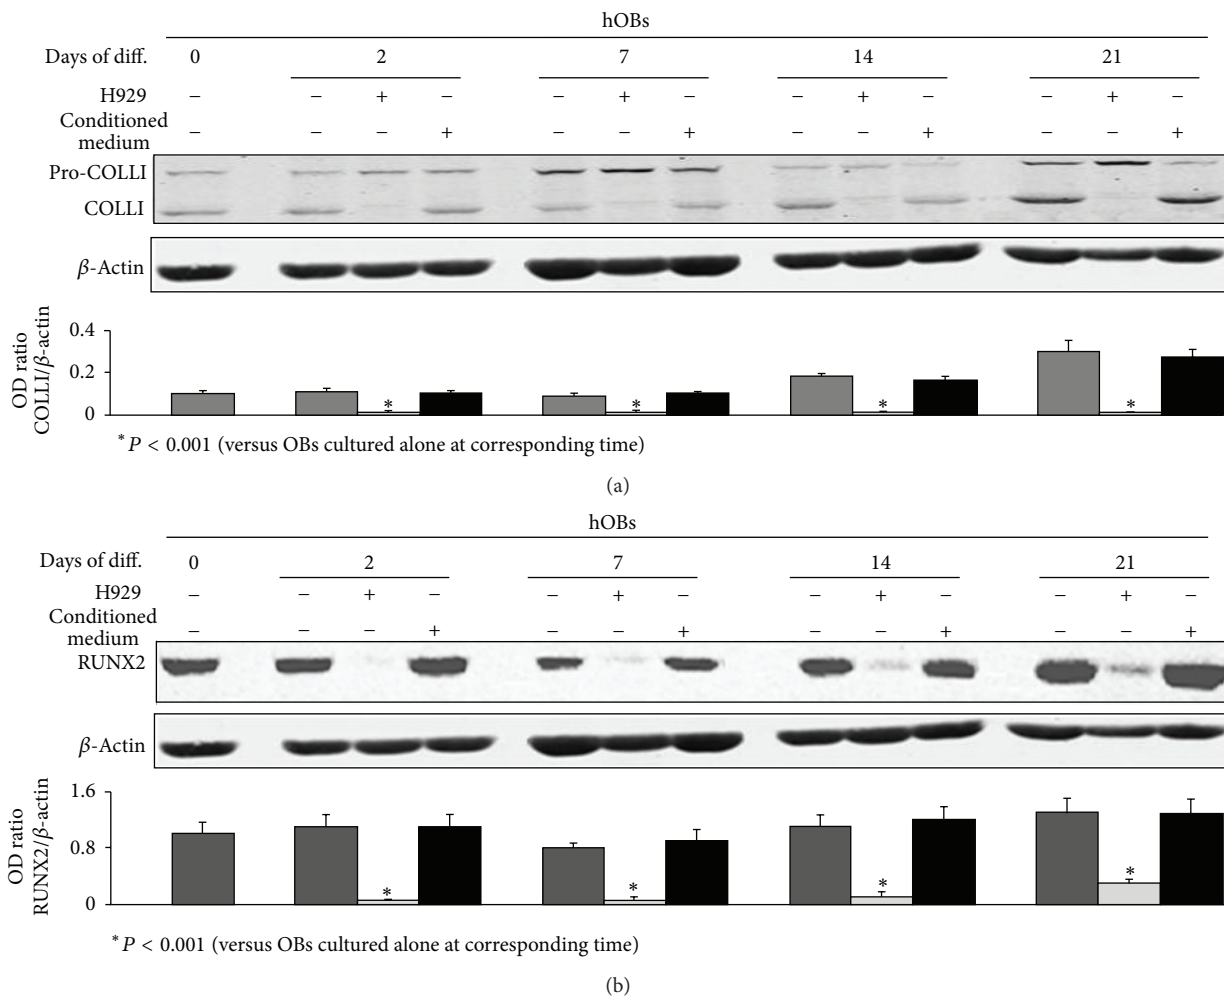 hOBs
Days of diff. 0 2 7 14 21
H929 − − + − − + − − + − − + −
Conditioned
medium − − − + − − + − − + − − +
Pro-COLLI
COLLI
β-Actin
OD ratio
COLLI/β-actin
0.4
0.2
0
* * * *
*P < 0.001 (versus OBs cultured alone at corresponding time)
(a)
hOBs
Days of diff. 0 2 7 14 21
H929 − − + − − + − − + − − + −
Conditioned
medium − − − + − − + − − + − − +
RUNX2
β-Actin
OD ratio
RUNX2/β-actin
1.6
0.8
0
* * * *
*P < 0.001 (versus OBs cultured alone at corresponding time)
(b)